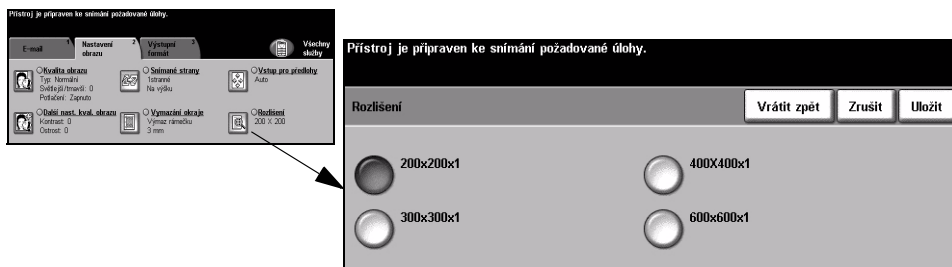 Přístroj je připraven ke snímání požadované úlohy.
E-mail 1
Nastavení obrazu 2
Výstupní formát 3
Všechny služby
Kvalita obrazu
Typ: Normální
Světlejší/tmavší: 0
Potlačení: Zapnuto
Snímané strany
1stranné
Na výšku
Vstup pro předlohy
Auto
Další nast. kval. obrazu
Kontrast: 0
Ostrost: 0
Vymazání okraje
Výmaz rámečku
3 mm
Rozlišení
200 X 200
Přístroj je připraven ke snímání požadované úlohy.
Rozlišení
Vrátit zpět
Zrušit
Uložit
200x200x1
400X400x1
300x300x1
600x600x1